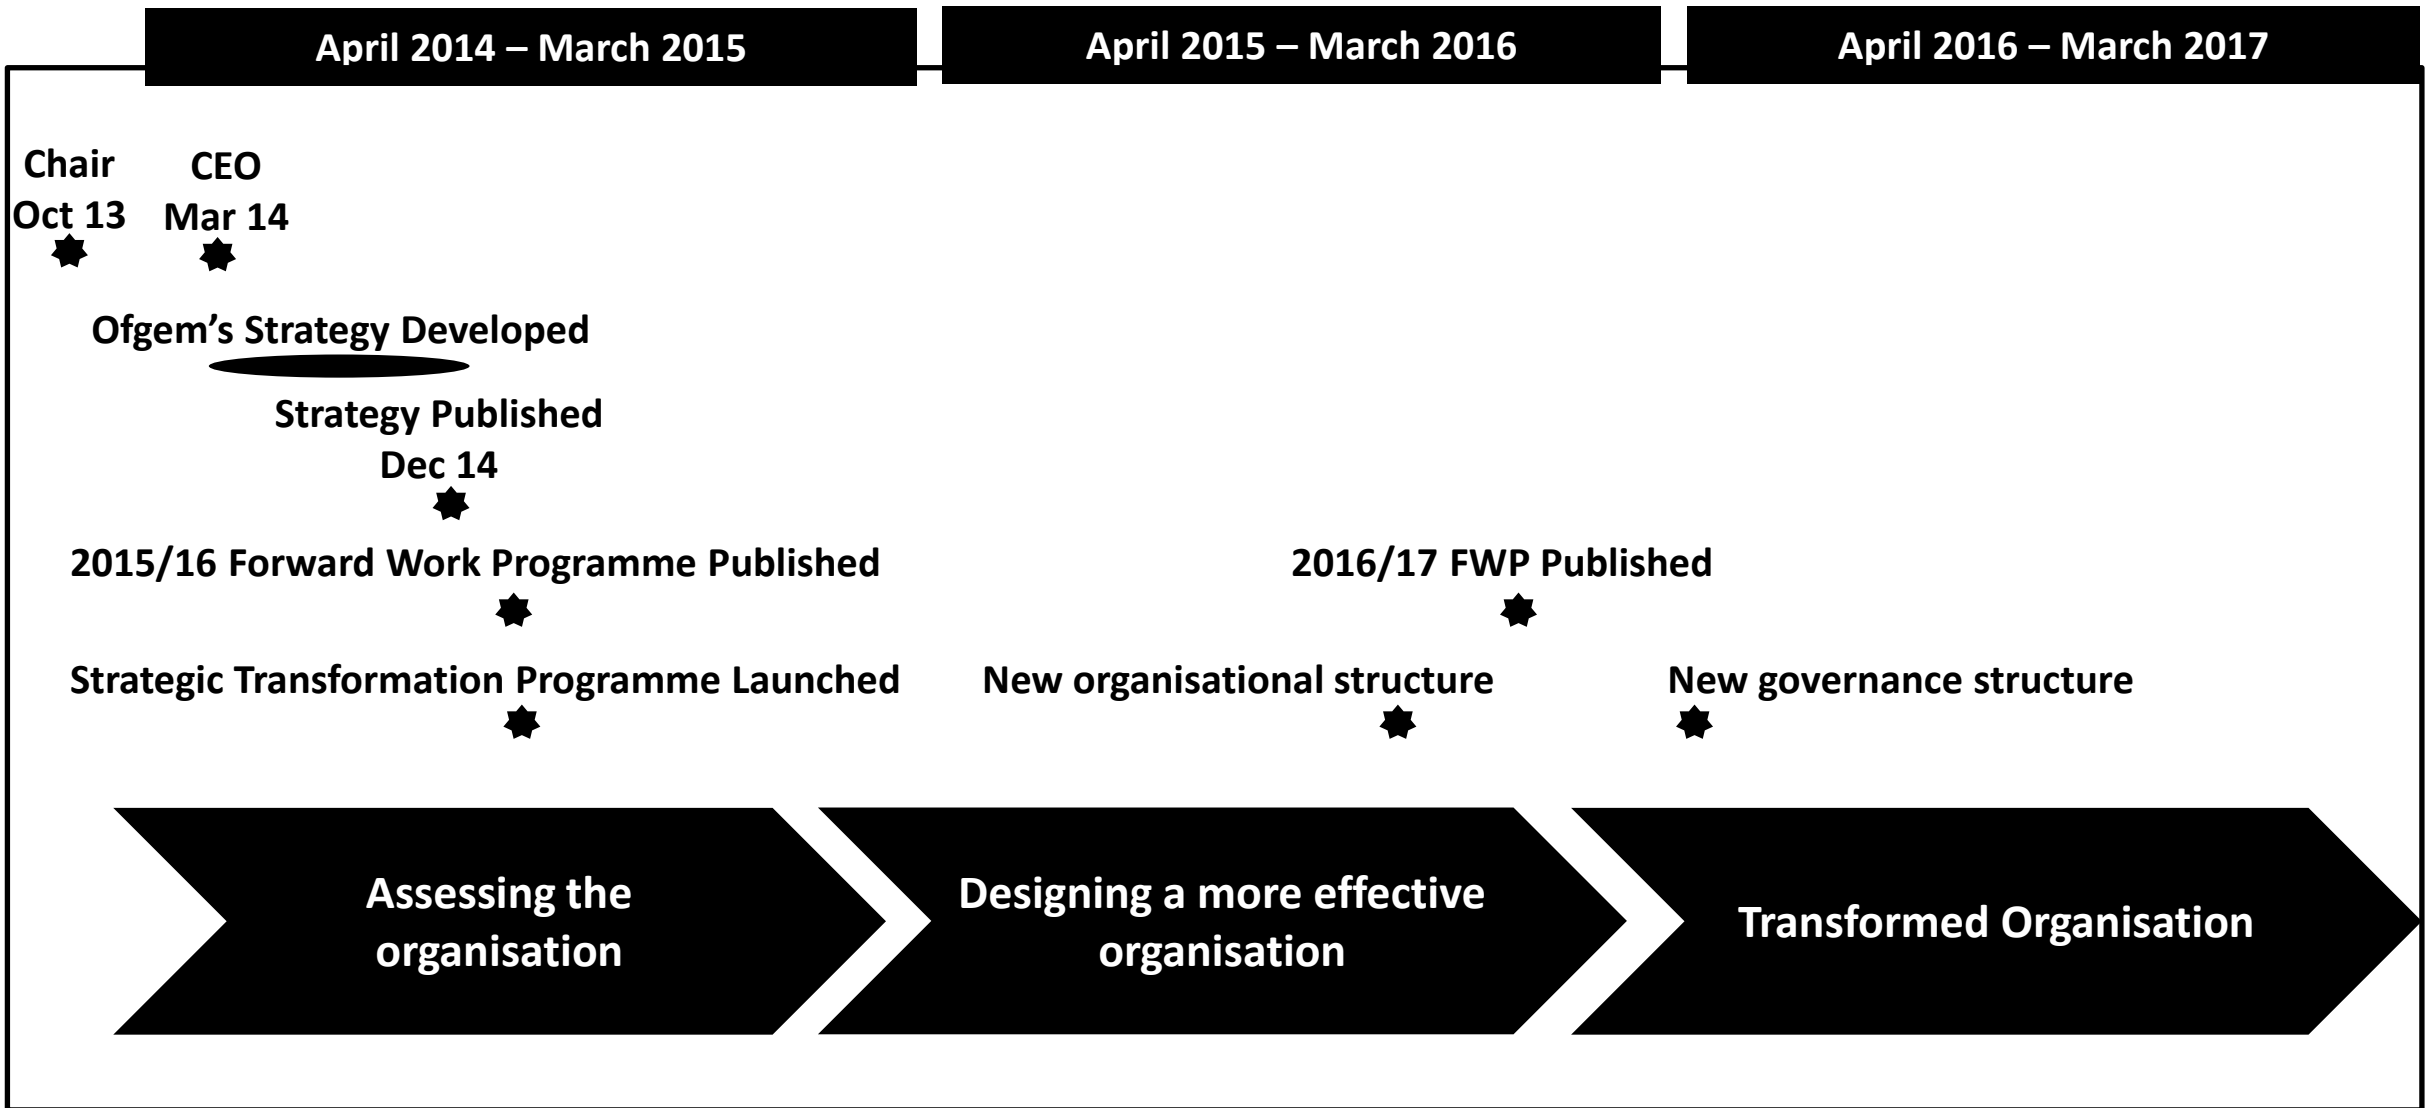 April 2014 – March 2015
April 2015 – March 2016
April 2016 – March 2017
Chair
Oct 13
CEO
Mar 14
Ofgem’s Strategy Developed
Strategy Published
Dec 14
2015/16 Forward Work Programme Published
2016/17 FWP Published
Strategic Transformation Programme Launched
New organisational structure
New governance structure
Assessing the
organisation
Designing a more effective
organisation
Transformed Organisation